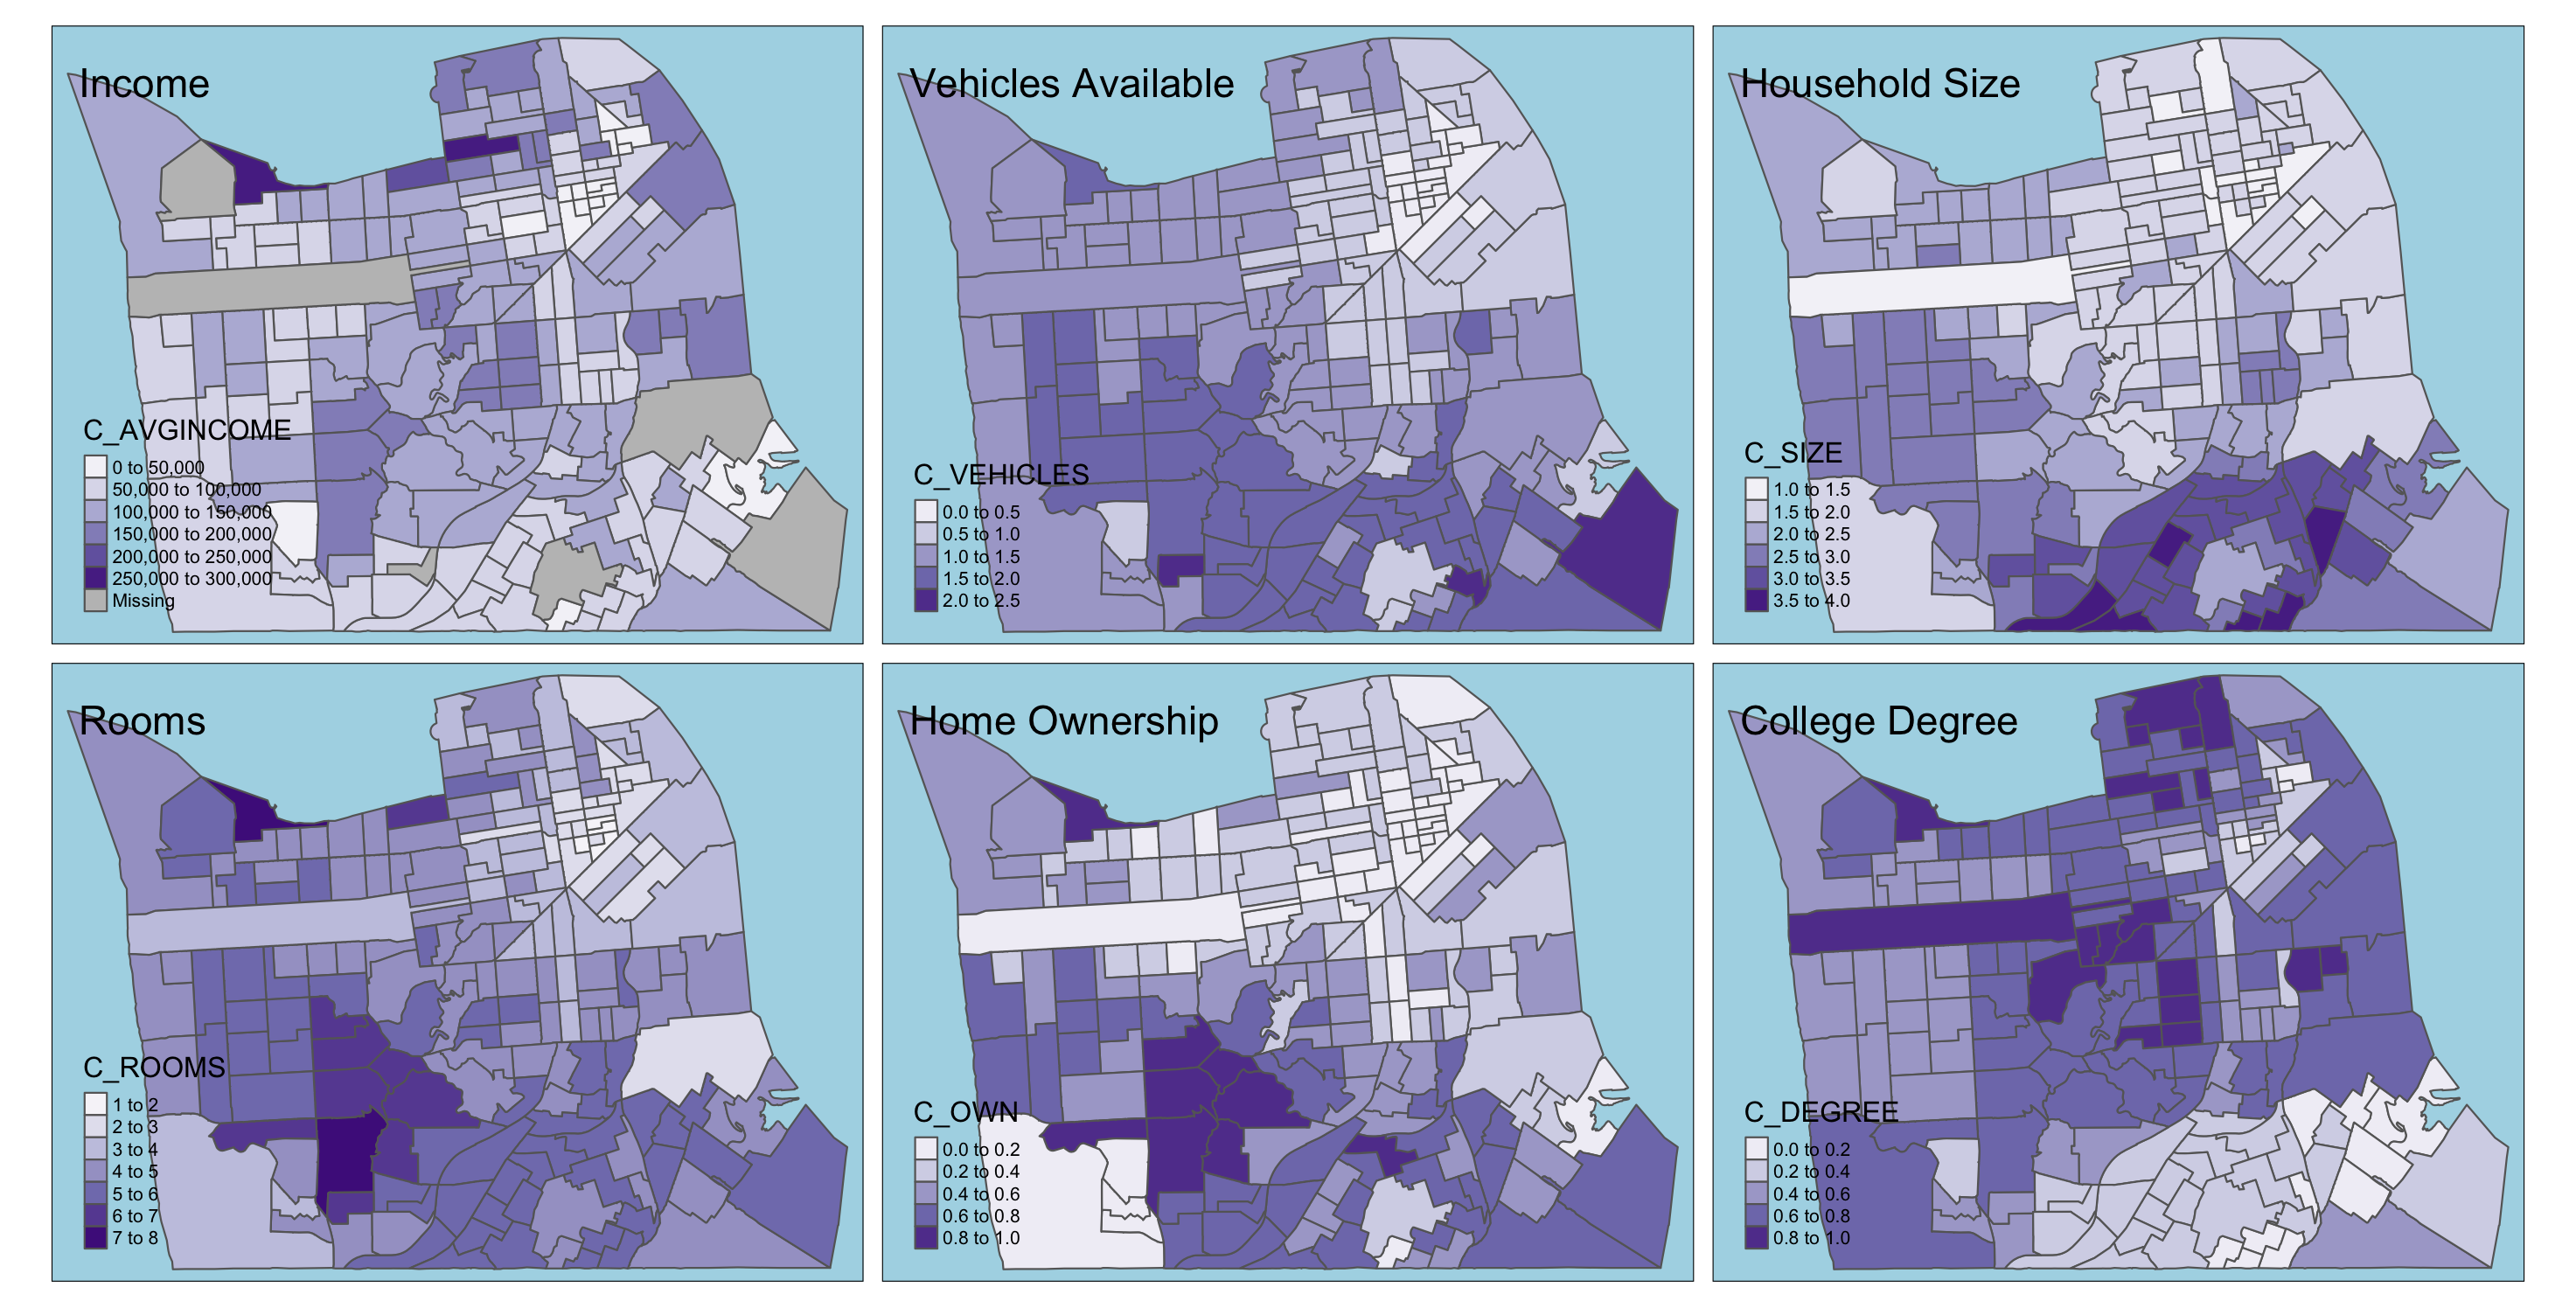 Income
C_AVGINCOME
0 to 50,000
50,000 to 100,000
100,000 to 150,000
150,000 to 200,000
200,000 to 250,000
250,000 to 300,000
Missing
Vehicles Available
C_VEHICLES
0.0 to 0.5
0.5 to 1.0
1.0 to 1.5
1.5 to 2.0
2.0 to 2.5
Household Size
C_SIZE
1.0 to 1.5
1.5 to 2.0
2.0 to 2.5
2.5 to 3.0
3.0 to 3.5
3.5 to 4.0
Rooms
C_ROOMS
1 to 2
2 to 3
3 to 4
4 to 5
5 to 6
6 to 7
7 to 8
Home Ownership
C_OWN
0.0 to 0.2
0.2 to 0.4
0.4 to 0.6
0.6 to 0.8
0.8 to 1.0
College Degree
C_DEGREE
0.0 to 0.2
0.2 to 0.4
0.4 to 0.6
0.6 to 0.8
0.8 to 1.0